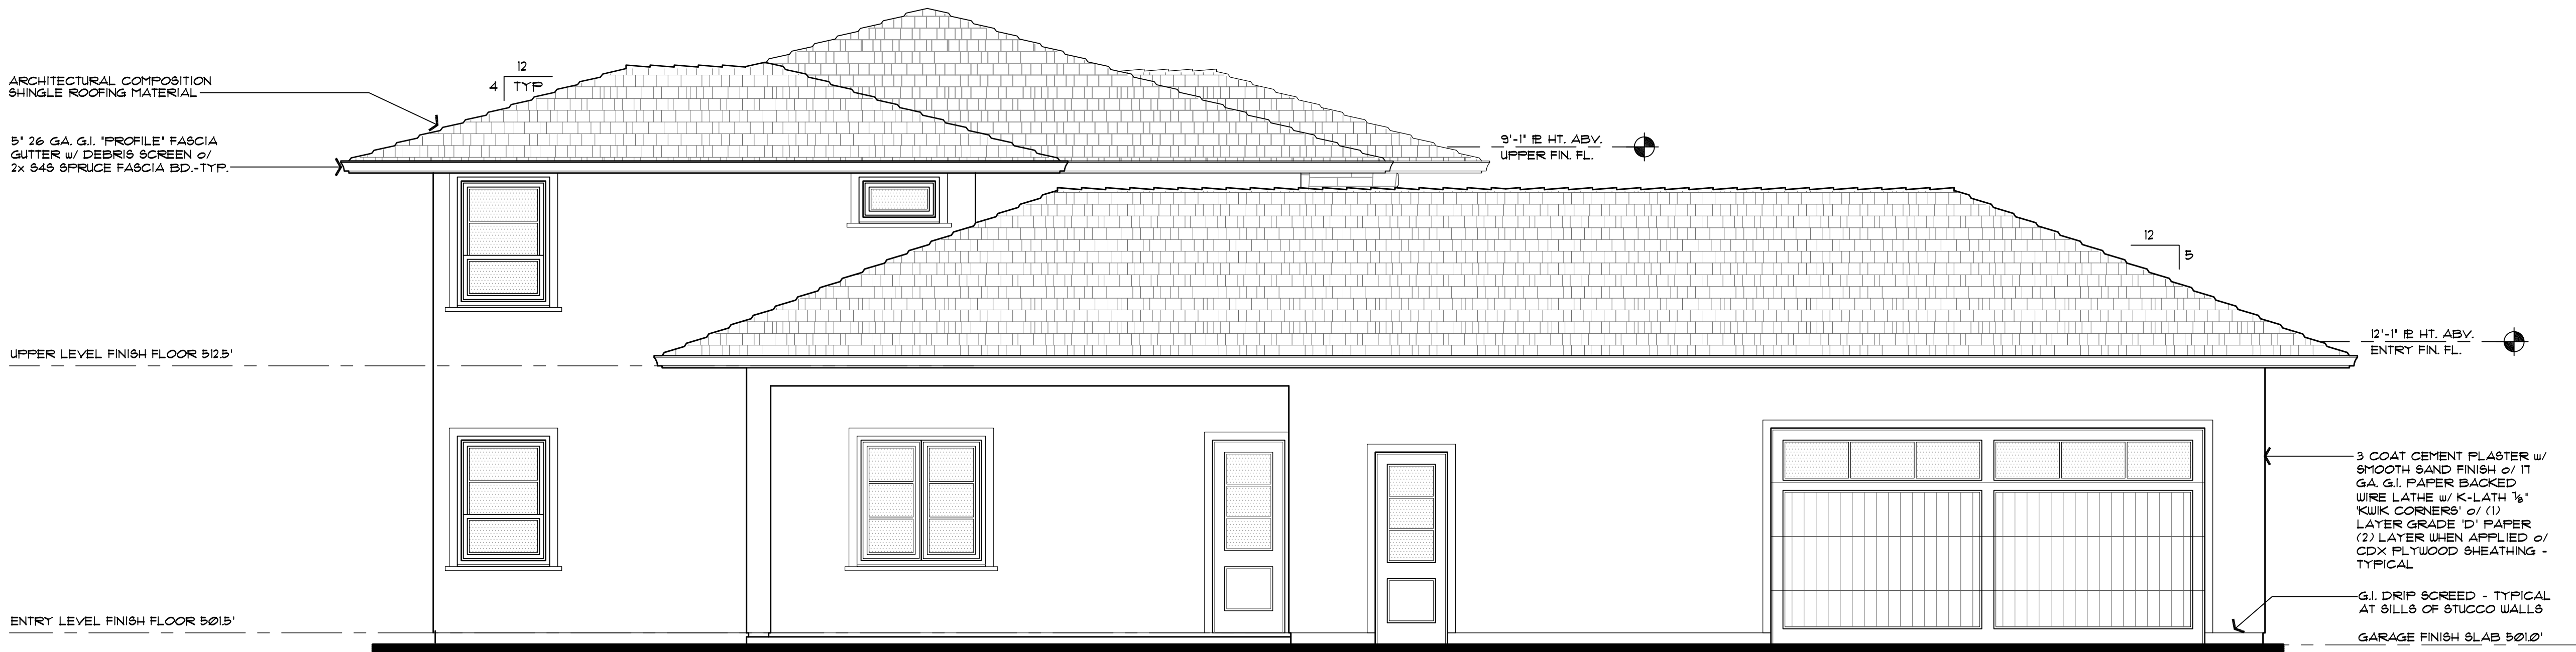 ARCHITECTURAL COMPOSITION
SHINGLE ROOFING MATERIAL
5" 26 GA. G.I. "PROFILE" FASCIA
GUTTER w/ DEBRIS SCREEN o/
2x S4S SPRUCE FASCIA BD.-TYP.
12
4 TYP
9'-1" PL HT. ABV.
UPPER FIN. FL.
12
5
12'-1" PL HT. ABV.
ENTRY FIN. FL.
UPPER LEVEL FINISH FLOOR 512.5'
3 COAT CEMENT PLASTER w/
SMOOTH SAND FINISH o/ 17
GA. G.I. PAPER BACKED
WIRE LATHE w/ K-LATH 7/8"
'KWIK CORNERS' o/ (1)
LAYER GRADE 'D' PAPER
(2) LAYER WHEN APPLIED o/
CDX PLYWOOD SHEATHING -
TYPICAL
G.I. DRIP SCREED - TYPICAL
AT SILLS OF STUCCO WALLS
ENTRY LEVEL FINISH FLOOR 501.5'
GARAGE FINISH SLAB 501.0'